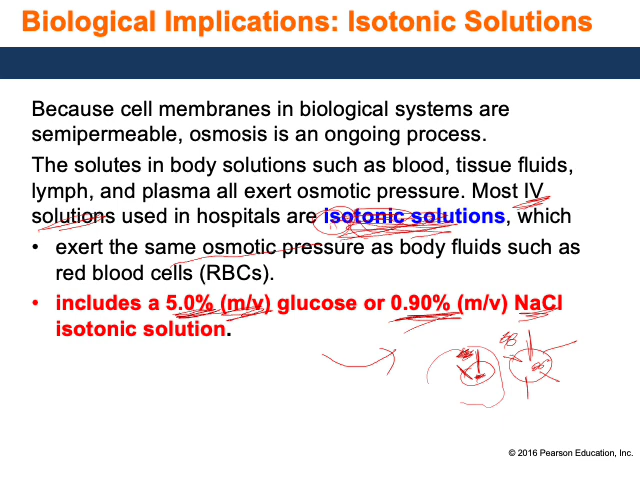 Biological Implications: Isotonic Solutions
Because cell membranes in biological systems are
semipermeable, osmosis is an ongoing process.
The solutes in body solutions such as blood, tissue fluids,
lymph, and plasma all exert osmotic pressure. Most IV
solutions used in hospitals are isotonic solutions, which
• exert the same osmotic pressure as body fluids such as
red blood cells (RBCs).
• includes a 5.0% (m/v) glucose or 0.90% (m/v) NaCl
isotonic solution.
© 2016 Pearson Education, Inc.